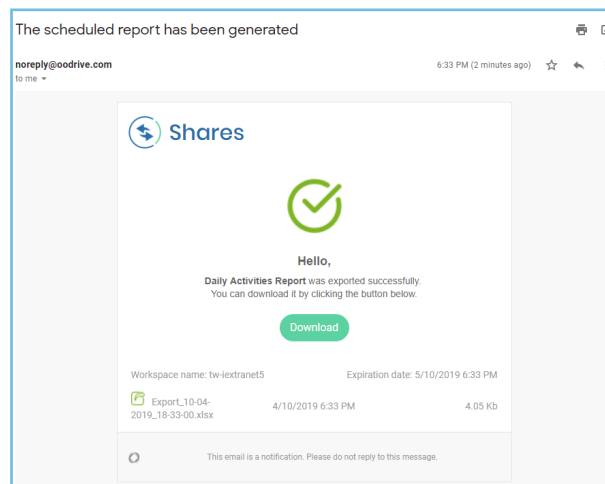 The scheduled report has been generated
noreply@oodrive.com
6:33 PM (2 minutes ago)
to me
Shares
Hello,
Daily Activities Report was exported successfully.
You can download it by clicking the button below.
Download
Workspace name: tw-iextranet5
Expiration date: 5/10/2019 6:33 PM
Export_10-04-
2019_18-33-00.xlsx
4/10/2019 6:33 PM
4.05 Kb
This email is a notification. Please do not reply to this message.